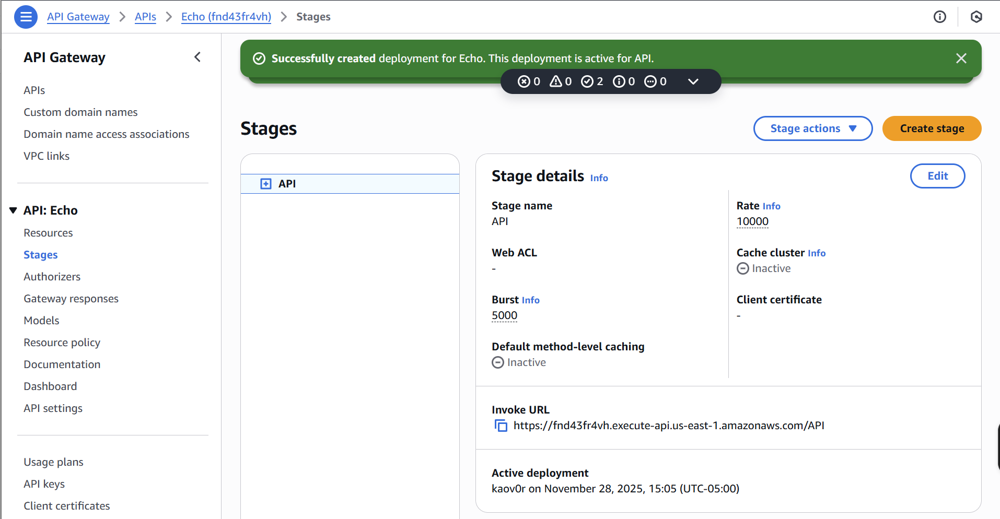 API Gateway > APIs > Echo (fnd43fr4vh) > Stages
API Gateway
APIs
Custom domain names
Domain name access associations
VPC links
API: Echo
Resources
Stages
Authorizers
Gateway responses
Models
Resource policy
Documentation
Dashboard
API settings
Usage plans
API keys
Client certificates
Successfully created deployment for Echo. This deployment is active for API.
0 0 2 0 0
Stages
Stage actions
Create stage
API
Stage details Info
Edit
Stage name
API
Rate Info
10000
Web ACL
-
Cache cluster Info
Inactive
Burst Info
5000
Client certificate
-
Default method-level caching
Inactive
Invoke URL
https://fnd43fr4vh.execute-api.us-east-1.amazonaws.com/API
Active deployment
kaov0r on November 28, 2025, 15:05 (UTC-05:00)